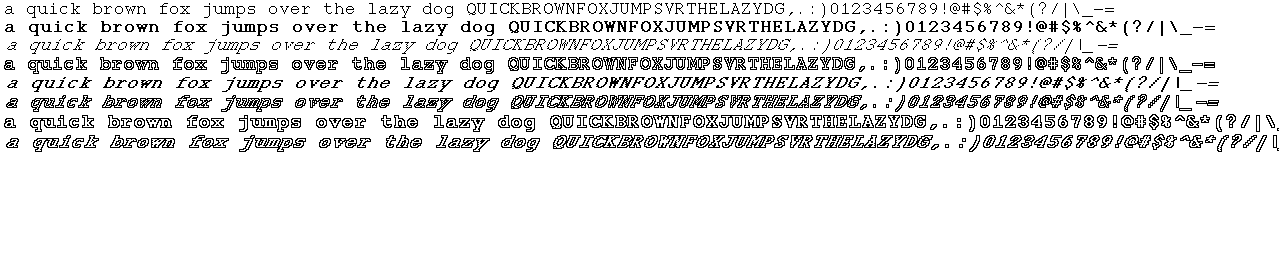 a quick brown fox jumps over the lazy dog QUICKBROWNFOXJUMPSVRTHELAZYDG,.:)0123456789!@#$%^&*(?/|\_-=
a quick brown fox jumps over the lazy dog QUICKBROWNFOXJUMPSVRTHELAZYDG,.:)0123456789!@#$%^&*(?/|\_-=
a quick brown fox jumps over the lazy dog QUICKBROWNFOXJUMPSVRTHELAZYDG,.:)0123456789!@#$%^&*(?/|\_-=
a quick brown fox jumps over the lazy dog QUICKBROWNFOXJUMPSVRTHELAZYDG,.:)0123456789!@#$%^&*(?/|\_-=
a quick brown fox jumps over the lazy dog QUICKBROWNFOXJUMPSVRTHELAZYDG,.:)0123456789!@#$%^&*(?/|\_-=
a quick brown fox jumps over the lazy dog QUICKBROWNFOXJUMPSVRTHELAZYDG,.:)0123456789!@#$%^&*(?/|\_-=
a quick brown fox jumps over the lazy dog QUICKBROWNFOXJUMPSVRTHELAZYDG,.:)0123456789!@#$%^&*(?/|\_
a quick brown fox jumps over the lazy dog QUICKBROWNFOXJUMPSVRTHELAZYDG,.:)0123456789!@#$%^&*(?/|\_